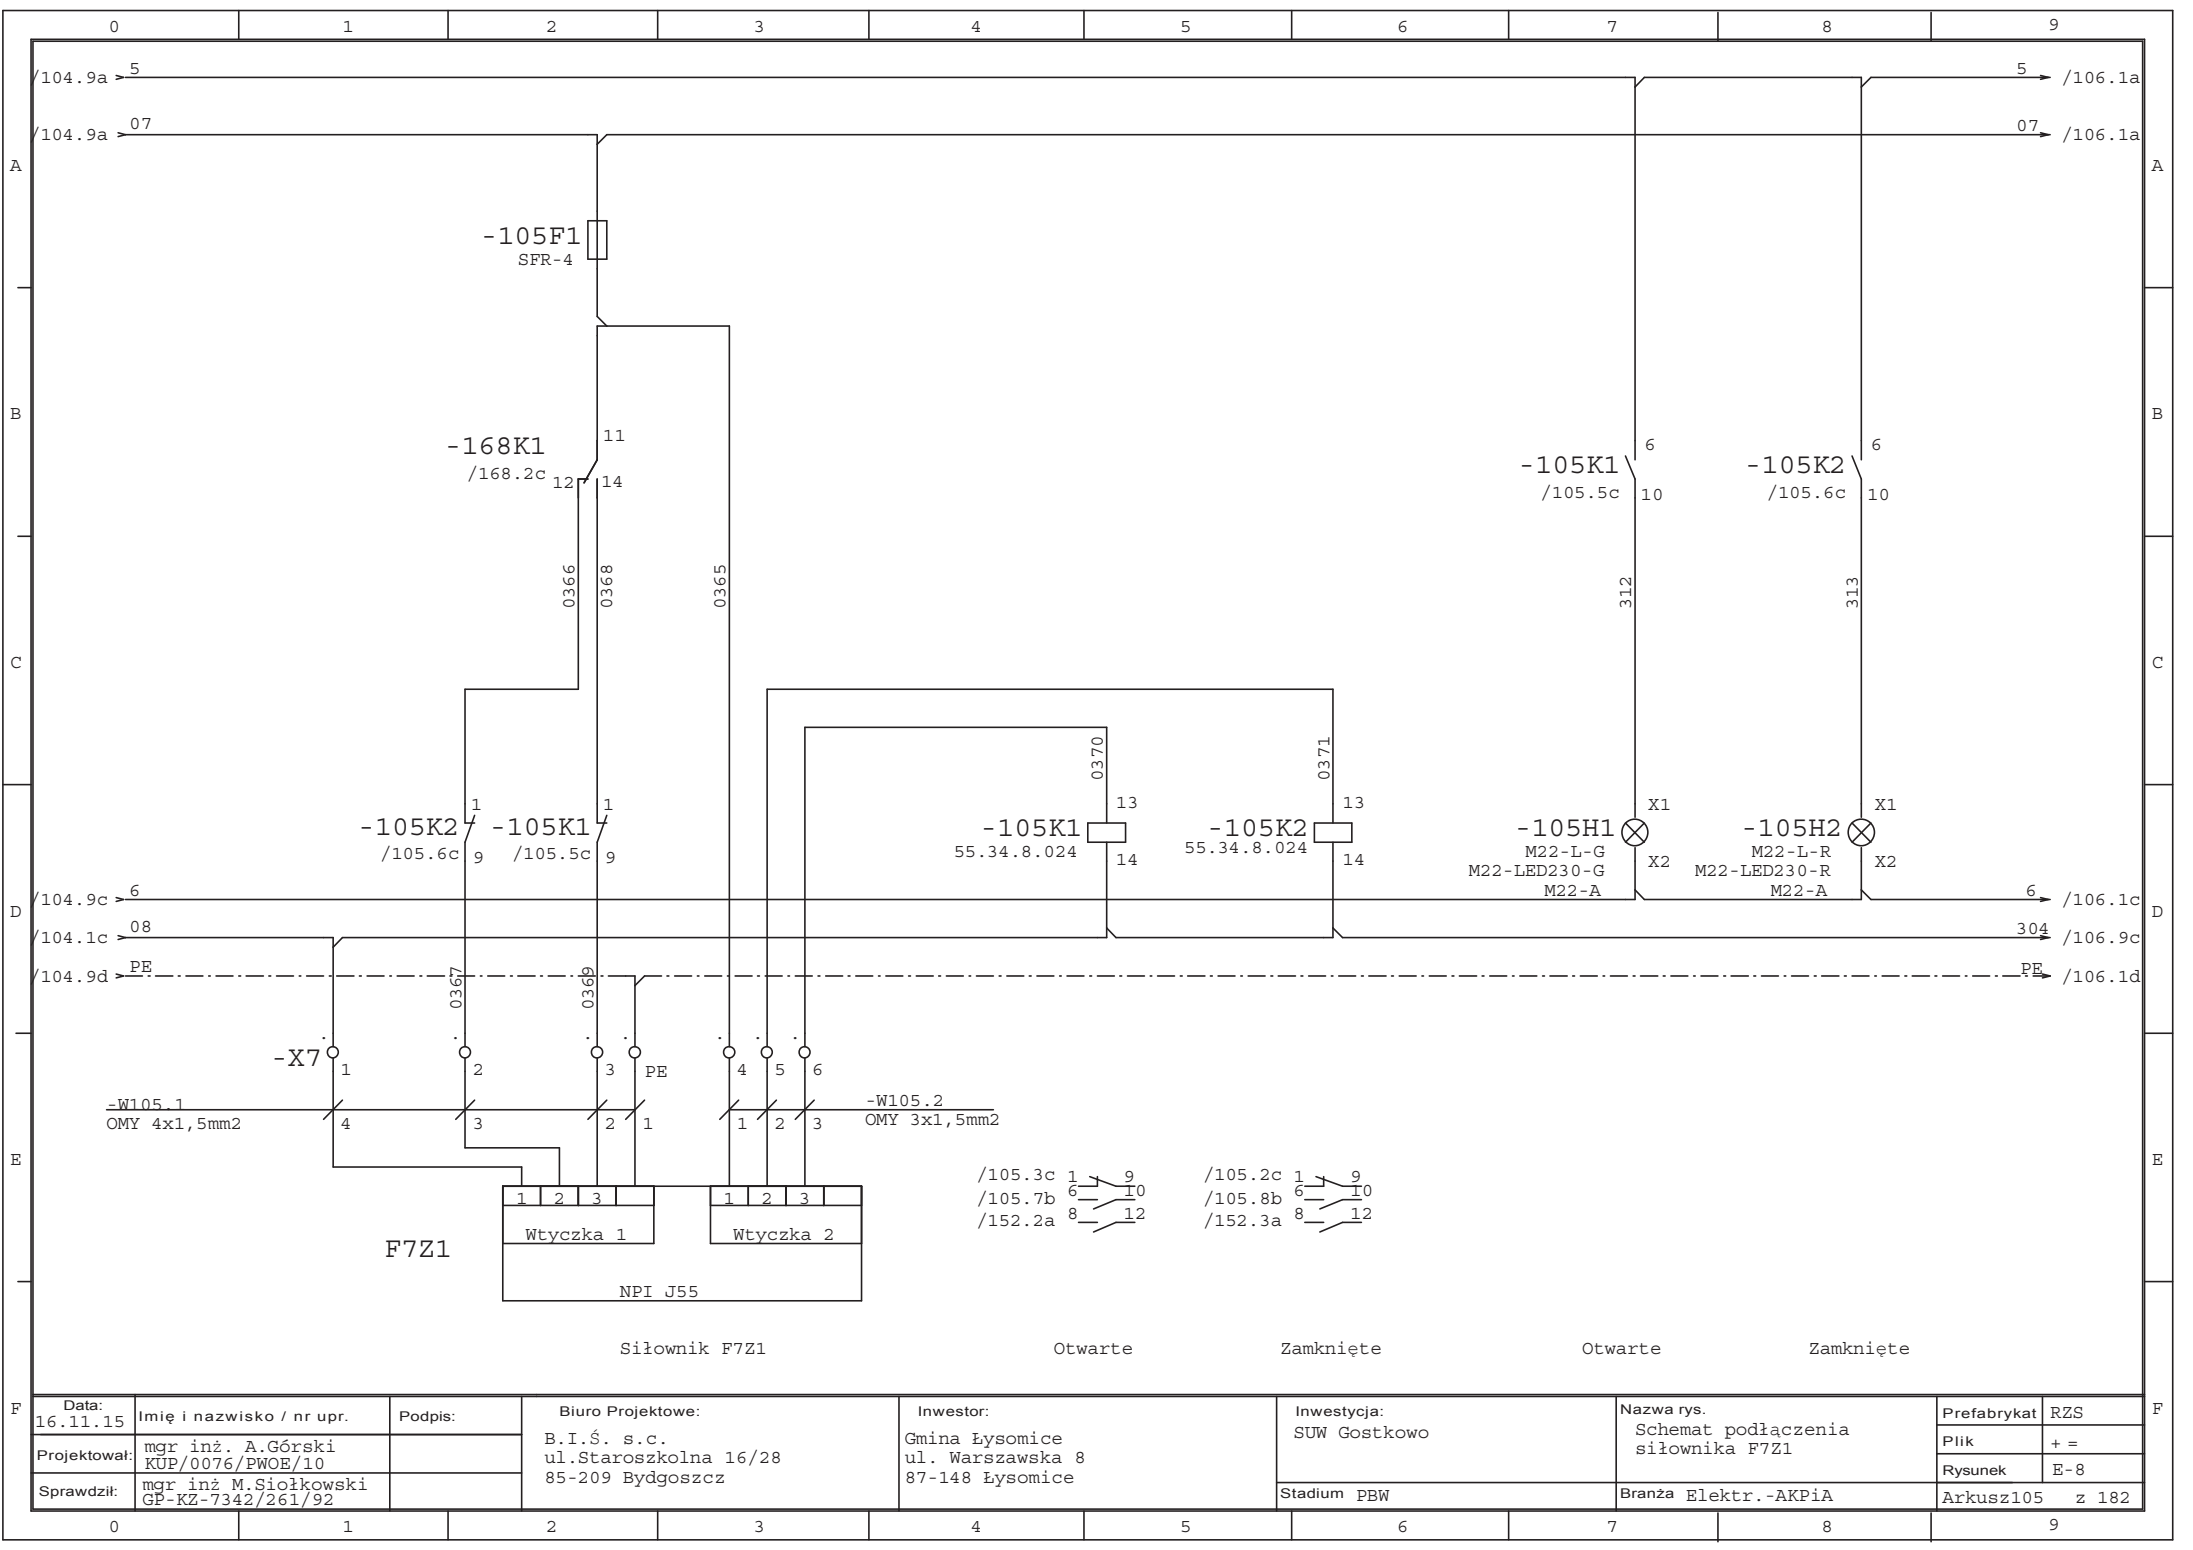 0 1 2 3 4 5 6 7 8 9
/104.9a 5 5 /106.1a
/104.9a 07 07 /106.1a
A A
-105F1
SFR-4
B B
-168K1
/168.2c
11
12 14
-105K1
/105.5c
6
10
-105K2
/105.6c
6
10
0366 0368 0365 312 313
C C
0370 0371
-105K2
/105.6c
1
9
-105K1
/105.5c
1
9
-105K1
55.34.8.024
13
14
-105K2
55.34.8.024
13
14
-105H1
M22-L-G
M22-LED230-G
M22-A
X1
X2
-105H2
M22-L-R
M22-LED230-R
M22-A
X1
X2
/104.9c 6 6 /106.1c
D D
/104.1c 08 304 /106.9c
/104.9d PE PE /106.1d
0367 0369
-X7 1 2 3 PE 4 5 6
-W105.1
OMY 4x1,5mm2
4 3 2 1
1 2 3
-W105.2
OMY 3x1,5mm2
E E
1 2 3
Wtyczka 1
1 2 3
Wtyczka 2
F7Z1
NPI J55
/105.3c 1 9
/105.7b 6 10
/152.2a 8 12
/105.2c 1 9
/105.8b 6 10
/152.3a 8 12
Siłownik F7Z1 Otwarte Zamknięte Otwarte Zamknięte
F F
Data:
16.11.15
Imię i nazwisko / nr upr.
Podpis:
Projektował:
mgr inż. A.Górski
KUP/0076/PWOE/10
Sprawdził:
mgr inż M.Siołkowski
GP-KZ-7342/261/92
Biuro Projektowe:
B.I.Ś. s.c.
ul.Staroszkolna 16/28
85-209 Bydgoszcz
Inwestor:
Gmina Łysomice
ul. Warszawska 8
87-148 Łysomice
Inwestycja:
SUW Gostkowo
Stadium PBW
Nazwa rys.
Schemat podłączenia
siłownika F7Z1
Branża Elektr.-AKPiA
Prefabrykat RZS
Plik + =
Rysunek E-8
Arkusz105 z 182
0 1 2 3 4 5 6 7 8 9